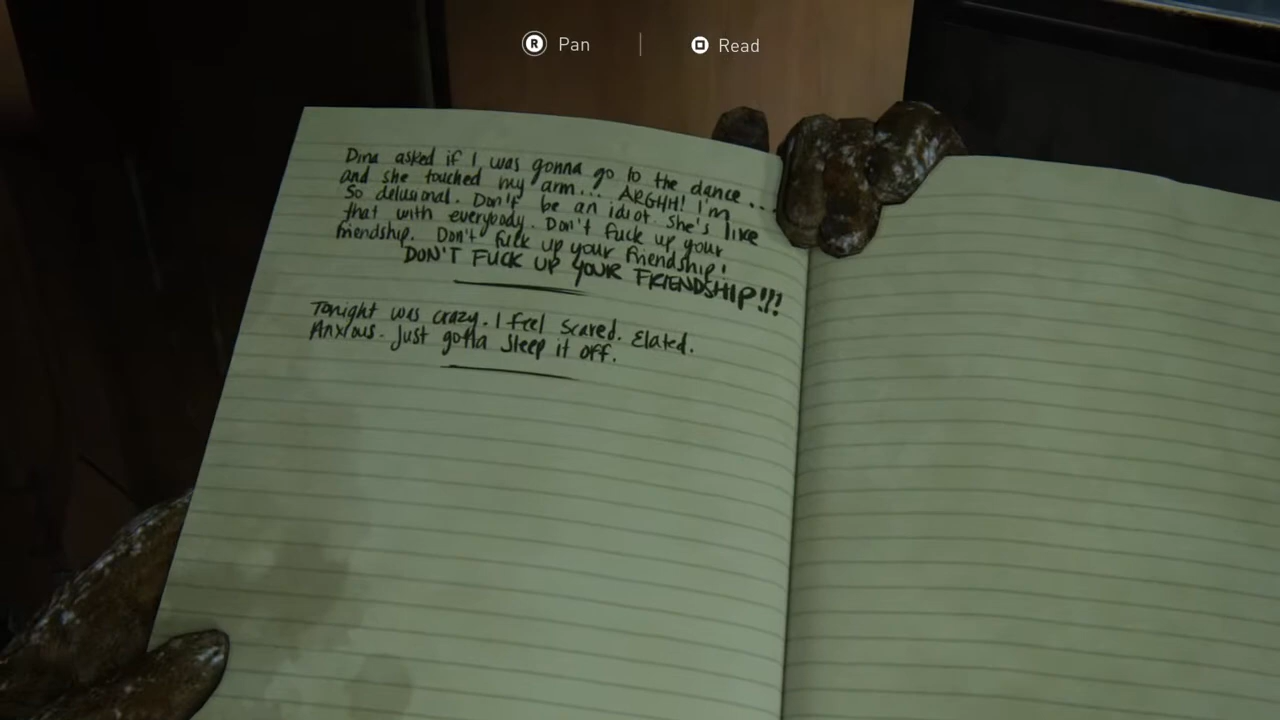 R Pan | Read
Dina asked if I was gonna go to the dance...
and she touched my arm... ARGHH! I'm
So delusional. Don't be an idiot. She's like
that with everybody. Don't fuck up your
friendship. Don't fuck up your friendship!
DON'T FUCK UP YOUR FRIENDSHIP!!!
Tonight was crazy. I feel scared. Elated.
Anxious. Just gotta sleep it off.